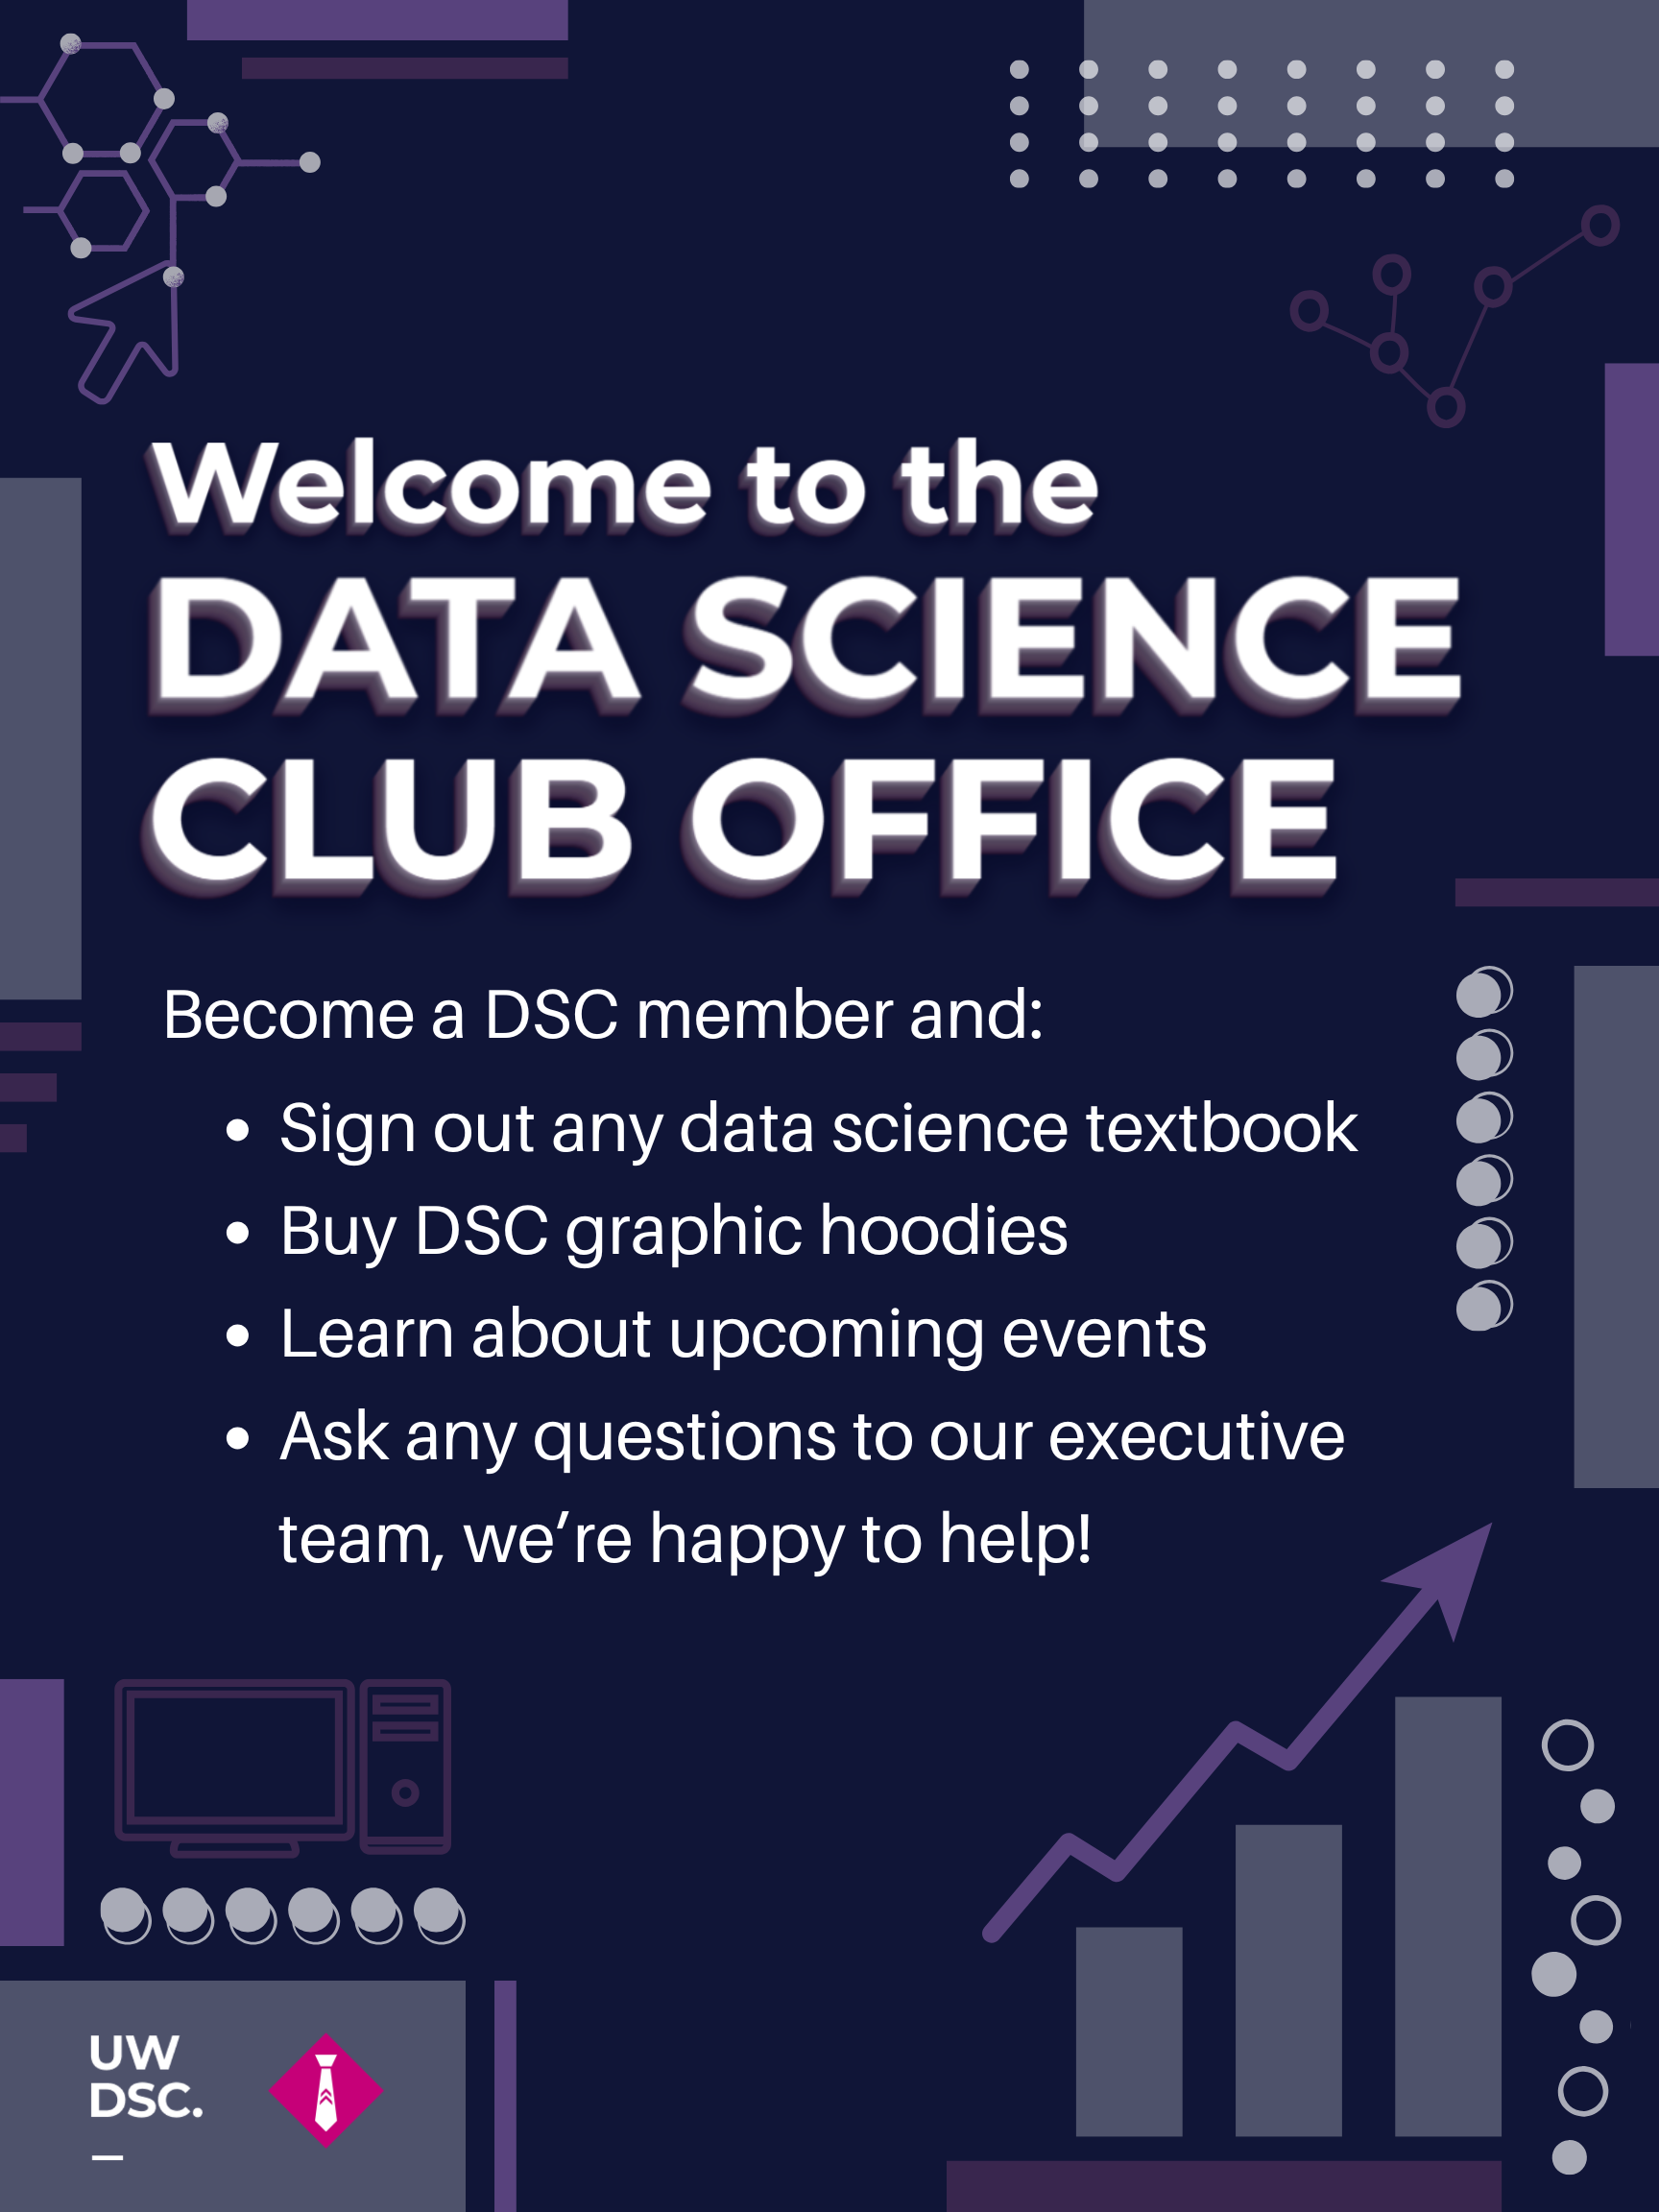 Welcome to the
DATA SCIENCE
CLUB OFFICE
Become a DSC member and:
• Sign out any data science textbook
• Buy DSC graphic hoodies
• Learn about upcoming events
• Ask any questions to our executive
team, we’re happy to help!
UW
DSC.